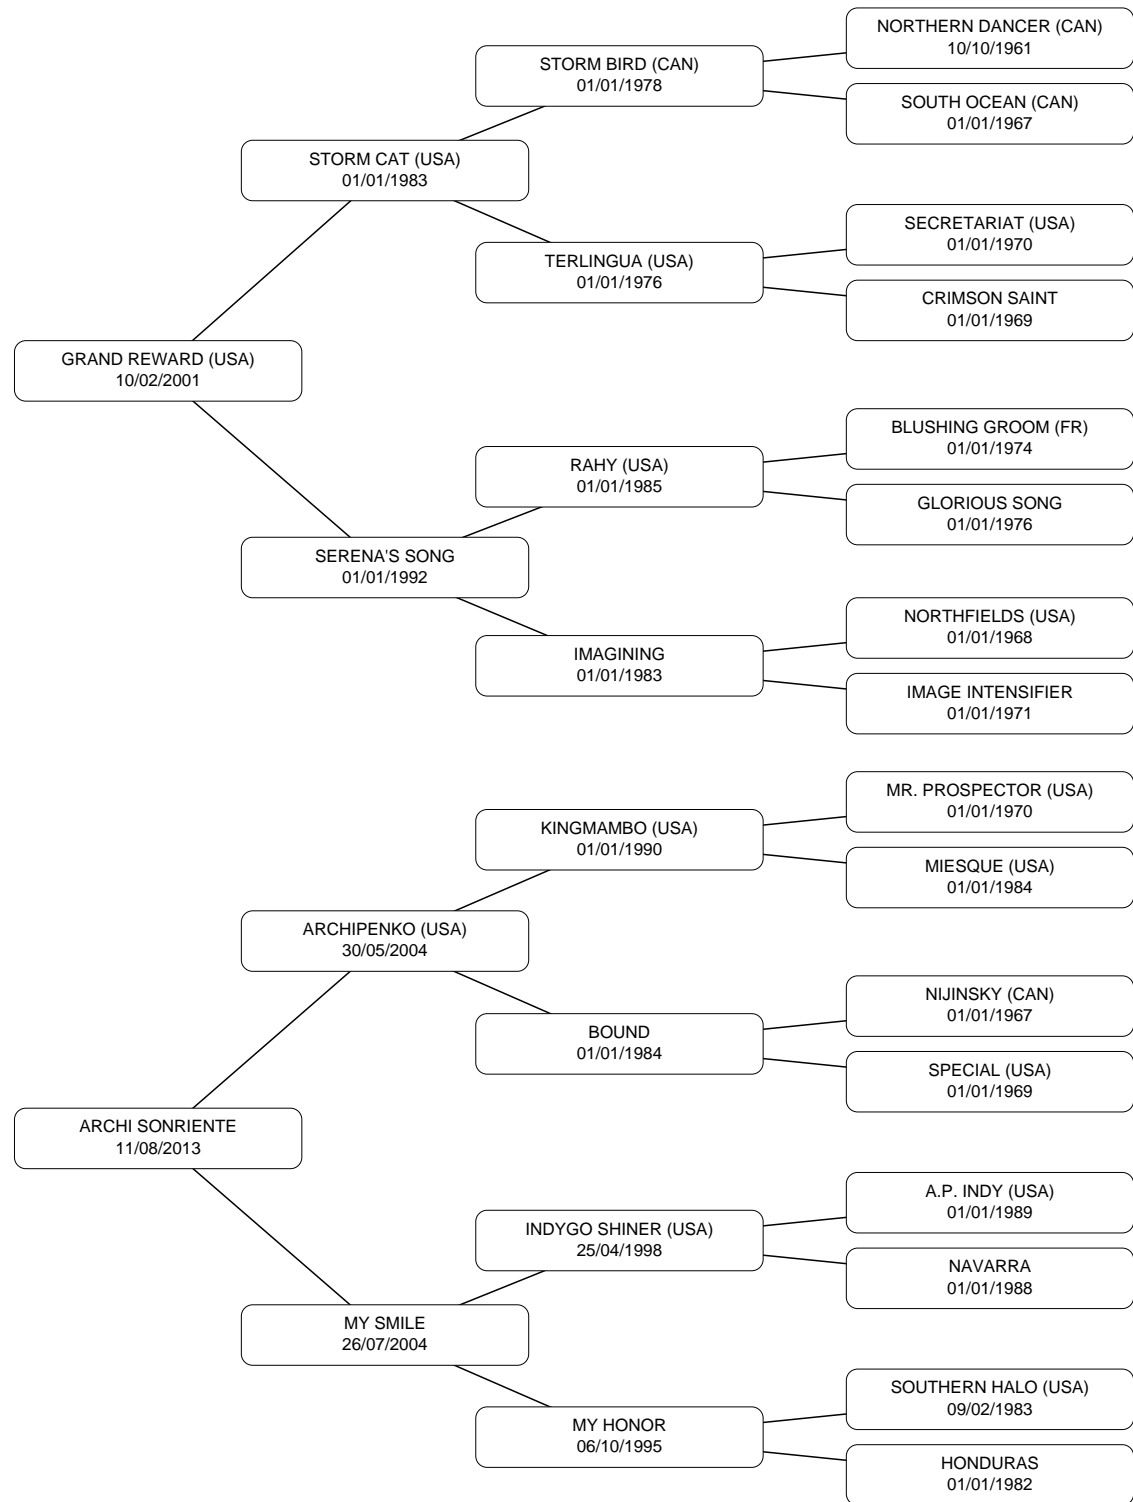 NORTHERN DANCER (CAN)
10/10/1961
STORM BIRD (CAN)
01/01/1978
SOUTH OCEAN (CAN)
01/01/1967
STORM CAT (USA)
01/01/1983
SECRETARIAT (USA)
01/01/1970
TERLINGUA (USA)
01/01/1976
CRIMSON SAINT
01/01/1969
GRAND REWARD (USA)
10/02/2001
BLUSHING GROOM (FR)
01/01/1974
RAHY (USA)
01/01/1985
GLORIOUS SONG
01/01/1976
SERENA'S SONG
01/01/1992
NORTHFIELDS (USA)
01/01/1968
IMAGINING
01/01/1983
IMAGE INTENSIFIER
01/01/1971
MR. PROSPECTOR (USA)
01/01/1970
KINGMAMBO (USA)
01/01/1990
MIESQUE (USA)
01/01/1984
ARCHIPENKO (USA)
30/05/2004
NIJINSKY (CAN)
01/01/1967
BOUND
01/01/1984
SPECIAL (USA)
01/01/1969
ARCHI SONRIENTE
11/08/2013
A.P. INDY (USA)
01/01/1989
INDYGO SHINER (USA)
25/04/1998
NAVARRA
01/01/1988
MY SMILE
26/07/2004
SOUTHERN HALO (USA)
09/02/1983
MY HONOR
06/10/1995
HONDURAS
01/01/1982